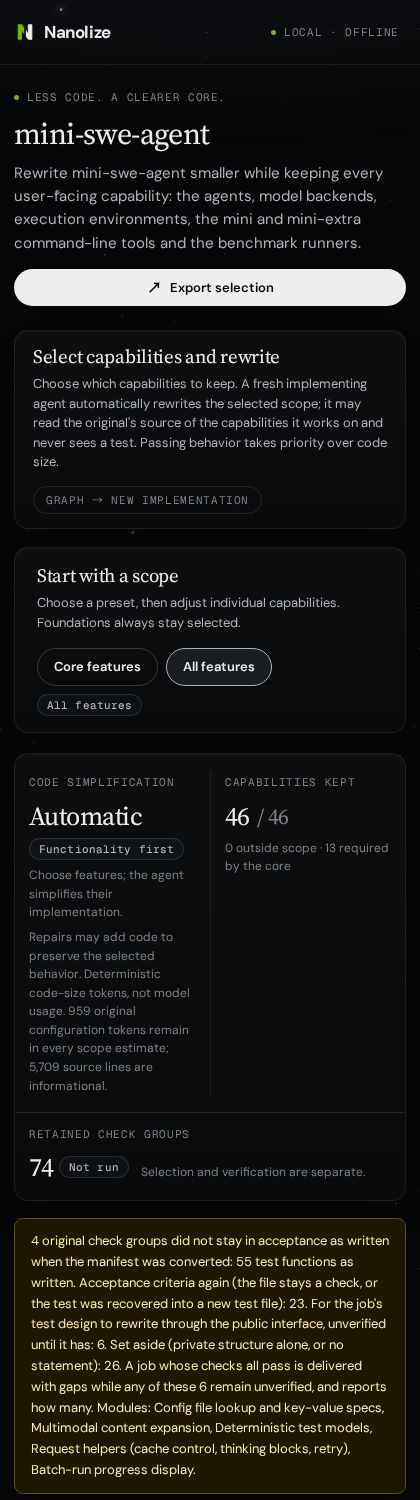 Nanolize
LOCAL · OFFLINE
LESS CODE. A CLEARER CORE.
mini-swe-agent
Rewrite mini-swe-agent smaller while keeping every
user-facing capability: the agents, model backends,
execution environments, the mini and mini-extra
command-line tools and the benchmark runners.
↗ Export selection
Select capabilities and rewrite
Choose which capabilities to keep. A fresh implementing
agent automatically rewrites the selected scope; it may
read the original's source of the capabilities it works on and
never sees a test. Passing behavior takes priority over code
size.
GRAPH → NEW IMPLEMENTATION
Start with a scope
Choose a preset, then adjust individual capabilities.
Foundations always stay selected.
Core features
All features
All features
CODE SIMPLIFICATION
Automatic
Functionality first
Choose features; the agent
simplifies their
implementation.
Repairs may add code to
preserve the selected
behavior. Deterministic
code-size tokens, not model
usage. 959 original
configuration tokens remain
in every scope estimate;
5,709 source lines are
informational.
CAPABILITIES KEPT
46 / 46
0 outside scope · 13 required
by the core
RETAINED CHECK GROUPS
74 Not run Selection and verification are separate.
4 original check groups did not stay in acceptance as written
when the manifest was converted: 55 test functions as
written. Acceptance criteria again (the file stays a check, or
the test was recovered into a new test file): 23. For the job's
test design to rewrite through the public interface, unverified
until it has: 6. Set aside (private structure alone, or no
statement): 26. A job whose checks all pass is delivered
with gaps while any of these 6 remain unverified, and reports
how many. Modules: Config file lookup and key-value specs,
Multimodal content expansion, Deterministic test models,
Request helpers (cache control, thinking blocks, retry),
Batch-run progress display.